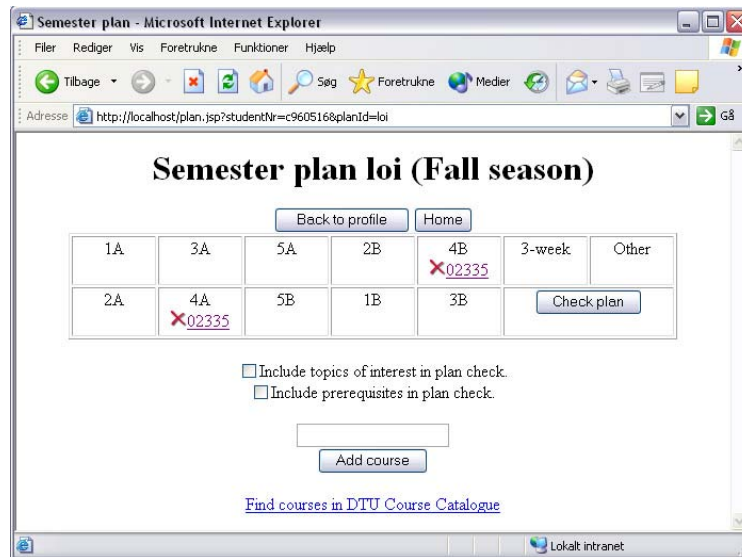 Semester plan - Microsoft Internet Explorer
Filer Rediger Vis Foretrukne Funktioner Hjælp
Tilbage Søg Foretrukne Medier »
Adresse http://localhost/plan.jsp?studentNr=c960516&planId=loi Gå
Semester plan loi (Fall season)
Back to profile Home
1A 3A 5A 2B 4B 3-week Other
02335
2A 4A 5B 1B 3B Check plan
02335
Include topics of interest in plan check.
Include prerequisites in plan check.
Add course
Find courses in DTU Course Catalogue
Lokalt intranet